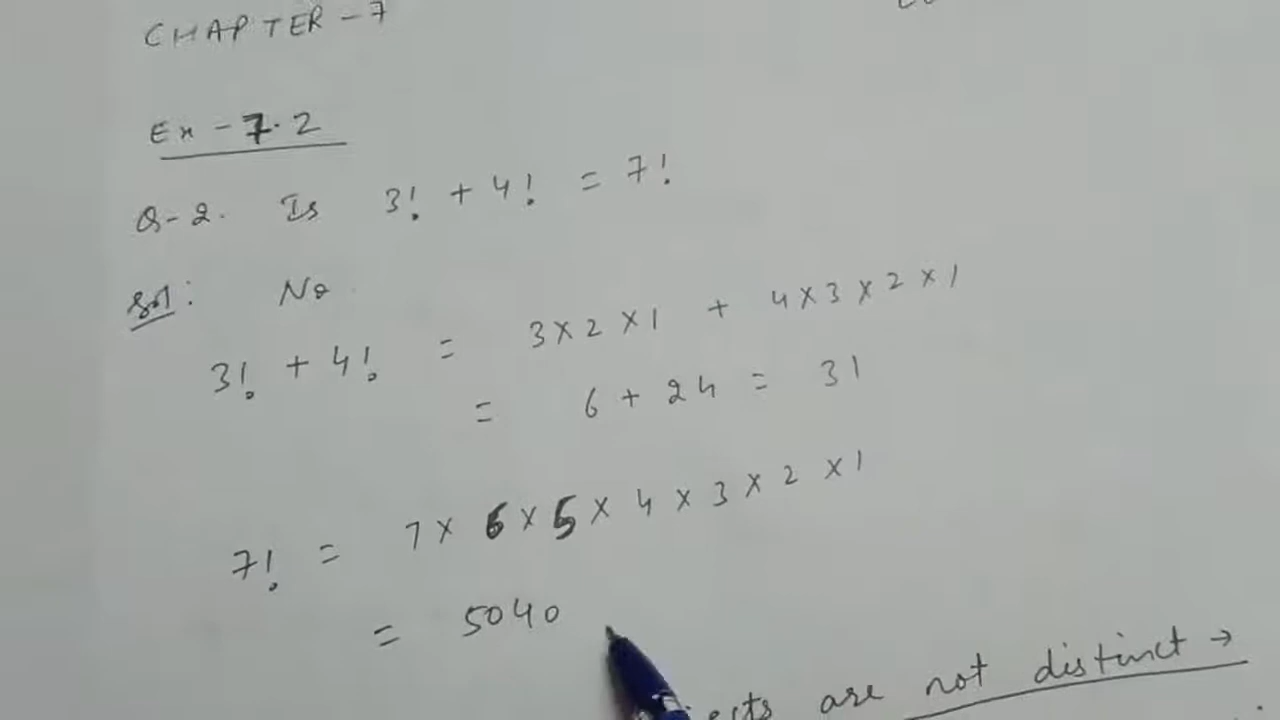 CHAPTER - 7
Ex - 7.2
Q-2. Is 3! + 4! = 7!
Sol: No
3! + 4! = 3 x 2 x 1 + 4 x 3 x 2 x 1
= 6 + 24 = 31
7! = 7 x 6 x 5 x 4 x 3 x 2 x 1
= 5040
are not distinct →